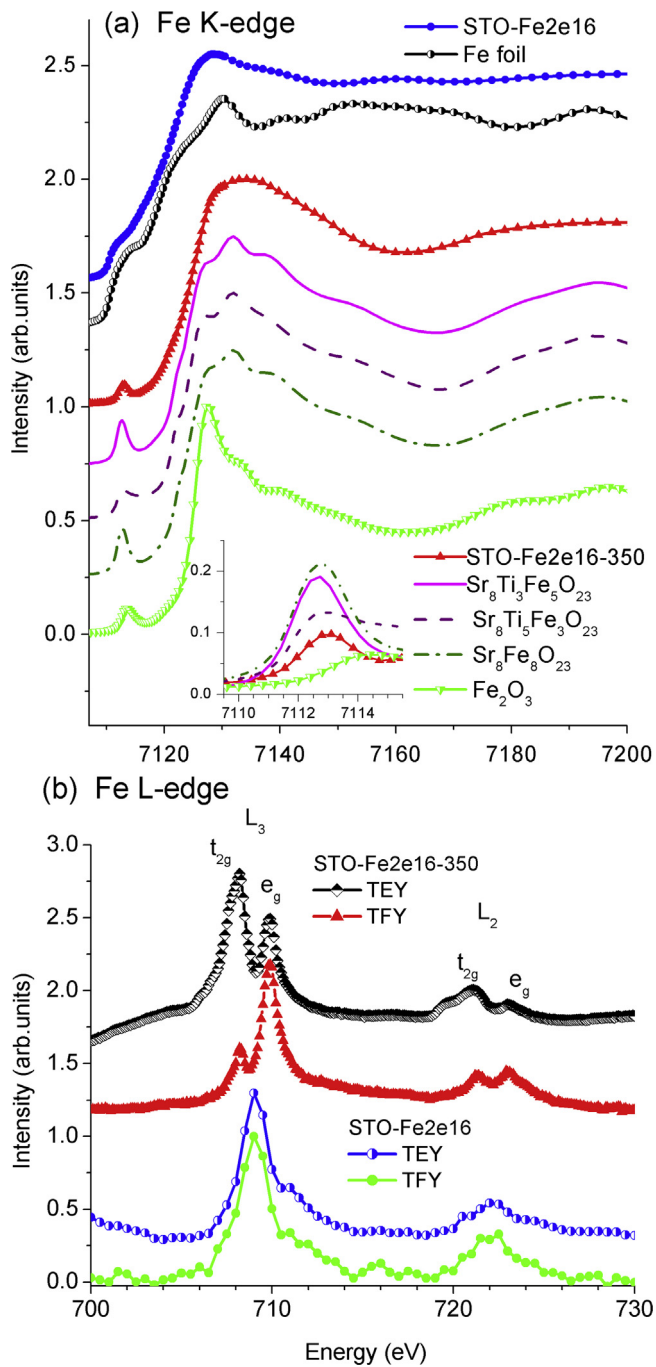 (a) Fe K-edge
STO-Fe2e16
Fe foil
2.5
2.0
1.5
1.0
0.5
0.0
Intensity (arb.units)
STO-Fe2e16-350
Sr8Ti3Fe5O23
Sr8Ti5Fe3O23
Sr8Fe8O23
Fe2O3
0.2
0.1
0.0
7110 7112 7114
7120 7140 7160 7180 7200
(b) Fe L-edge
L3
t2g
eg
STO-Fe2e16-350
TEY
TFY
L2
t2g
eg
STO-Fe2e16
TEY
TFY
3.0
2.5
2.0
1.5
1.0
0.5
0.0
Intensity (arb.units)
700 710 720 730
Energy (eV)